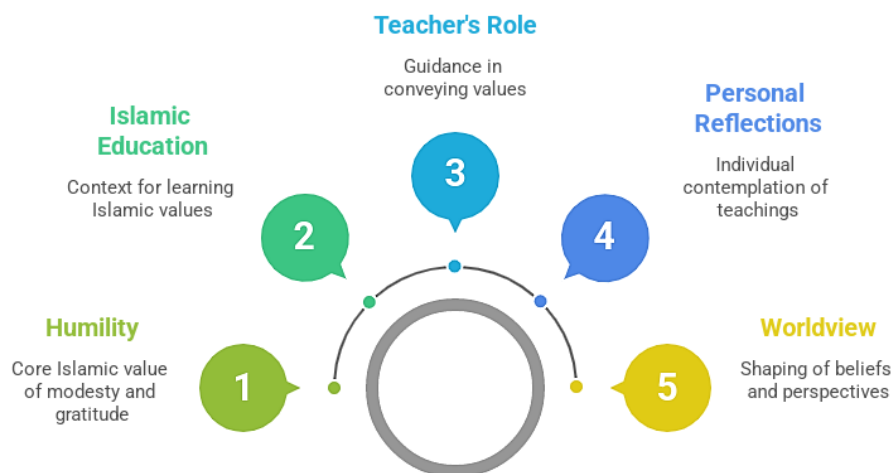 Humility
Core Islamic value
of modesty and
gratitude
1
Islamic
Education
Context for learning
Islamic values
2
Teacher's Role
Guidance in
conveying values
3
Personal
Reflections
Individual
contemplation of
teachings
4
Worldview
Shaping of beliefs
and perspectives
5